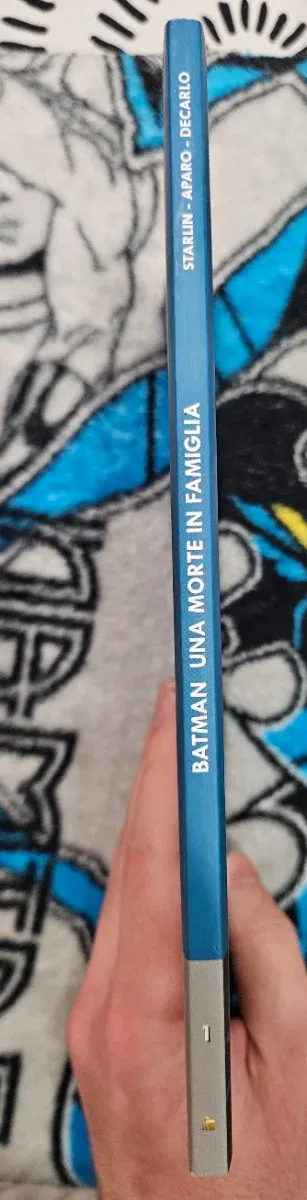 STARLIN - APARO - DECARLO
BATMAN UNA MORTE IN FAMIGLIA
1